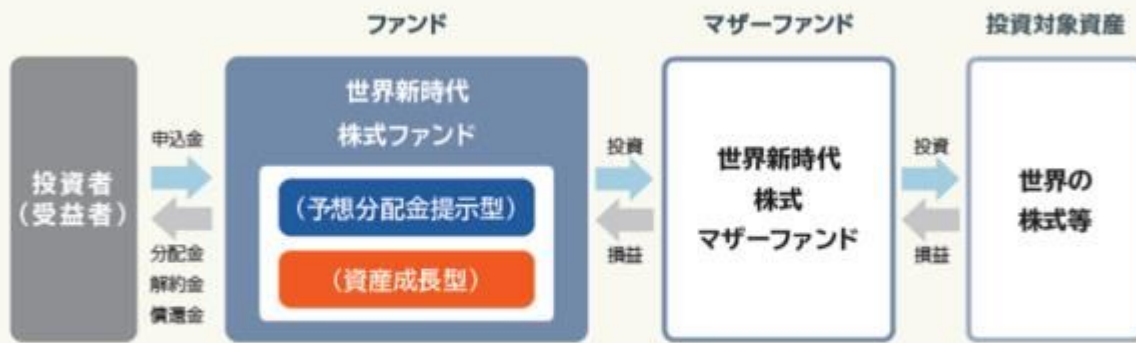 ファンド
マザーファンド
投資対象資産
投資者
（受益者）
申込金
分配金
解約金
償還金
世界新時代
株式ファンド
（予想分配金提示型）
（資産成長型）
投資
損益
世界新時代
株式
マザーファンド
投資
損益
世界の
株式等